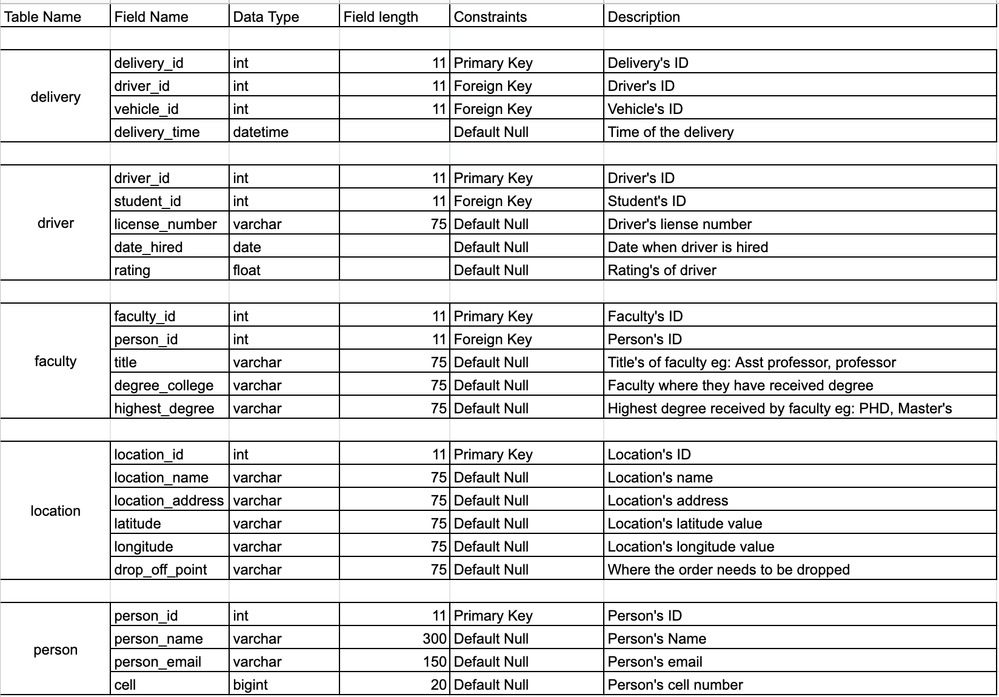 Table Name Field Name Data Type Field length Constraints Description
delivery
delivery_id int 11 Primary Key Delivery's ID
driver_id int 11 Foreign Key Driver's ID
vehicle_id int 11 Foreign Key Vehicle's ID
delivery_time datetime Default Null Time of the delivery
driver
driver_id int 11 Primary Key Driver's ID
student_id int 11 Foreign Key Student's ID
license_number varchar 75 Default Null Driver's liense number
date_hired date Default Null Date when driver is hired
rating float Default Null Rating's of driver
faculty
faculty_id int 11 Primary Key Faculty's ID
person_id int 11 Foreign Key Person's ID
title varchar 75 Default Null Title's of faculty eg: Asst professor, professor
degree_college varchar 75 Default Null Faculty where they have received degree
highest_degree varchar 75 Default Null Highest degree received by faculty eg: PHD, Master's
location
location_id int 11 Primary Key Location's ID
location_name varchar 75 Default Null Location's name
location_address varchar 75 Default Null Location's address
latitude varchar 75 Default Null Location's latitude value
longitude varchar 75 Default Null Location's longitude value
drop_off_point varchar 75 Default Null Where the order needs to be dropped
person
person_id int 11 Primary Key Person's ID
person_name varchar 300 Default Null Person's Name
person_email varchar 150 Default Null Person's email
cell bigint 20 Default Null Person's cell number